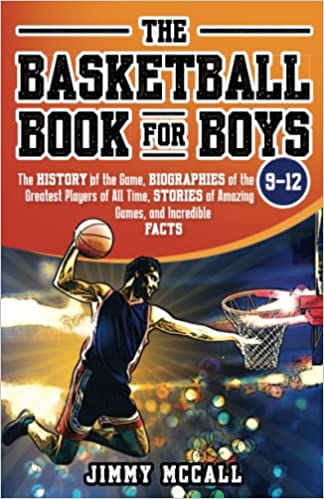 THE
BASKETBALL
BOOK FOR BOYS
The HISTORY of the Game, BIOGRAPHIES of the
Greatest Players of All Time, STORIES of Amazing
Games, and Incredible
FACTS
9-12
JIMMY MCCALL